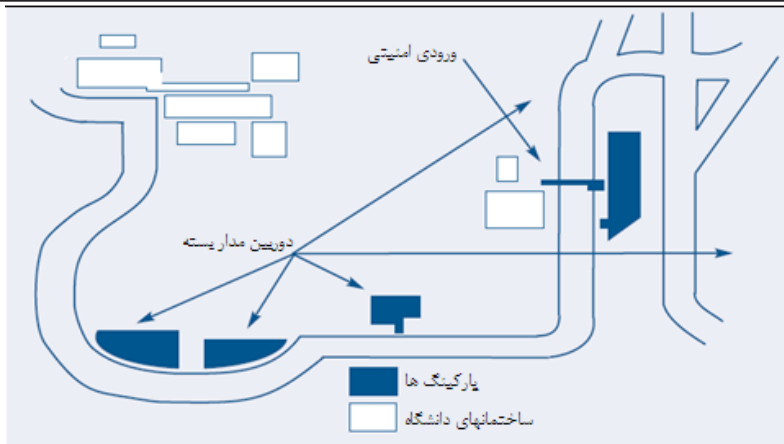 ورودی امنیتی
دوربین مدار بسته
پارکینگ ها
ساختمانهای دانشگاه